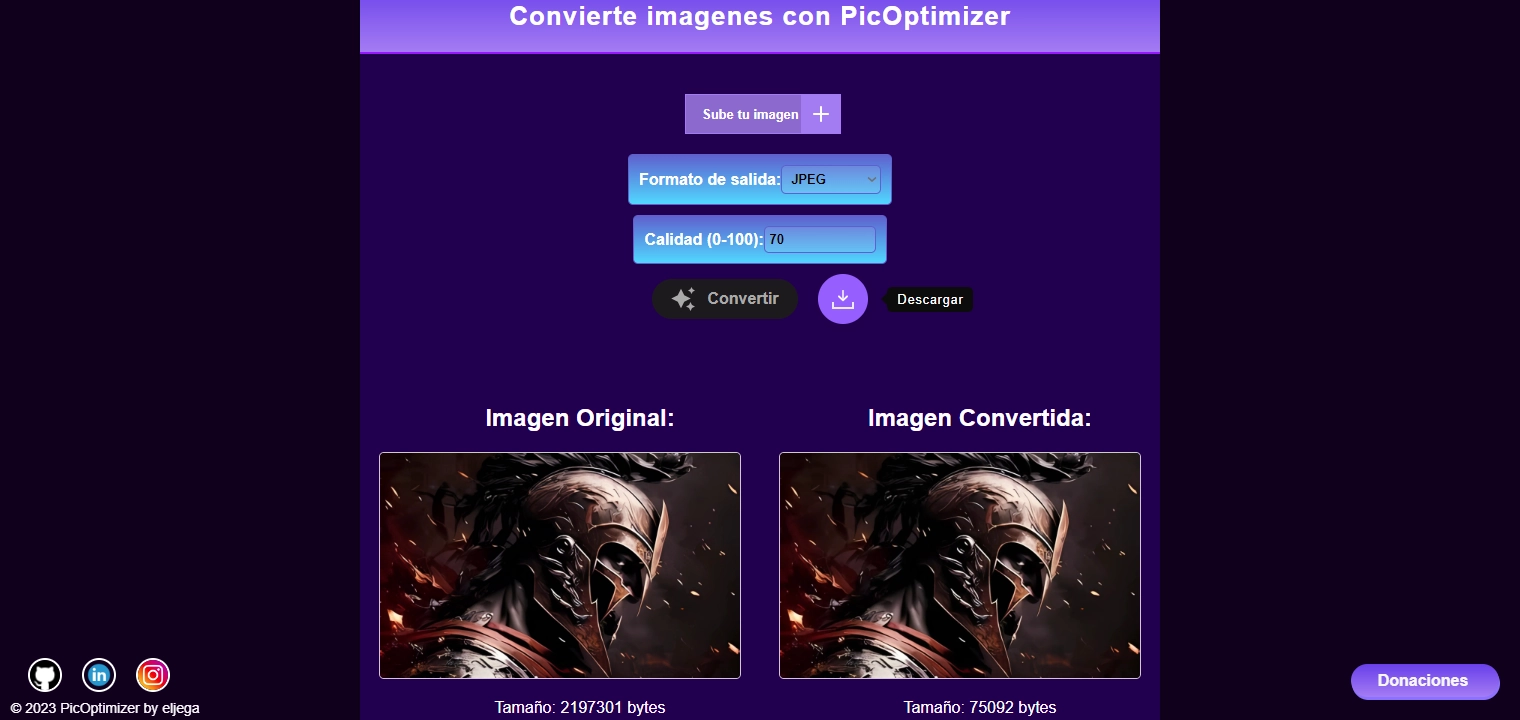 Convierte imagenes con PicOptimizer
Sube tu imagen
Formato de salida: JPEG
Calidad (0-100): 70
Convertir
Descargar
Imagen Original:
Imagen Convertida:
Tamaño: 2197301 bytes
Tamaño: 75092 bytes
in
© 2023 PicOptimizer by eljega
Donaciones